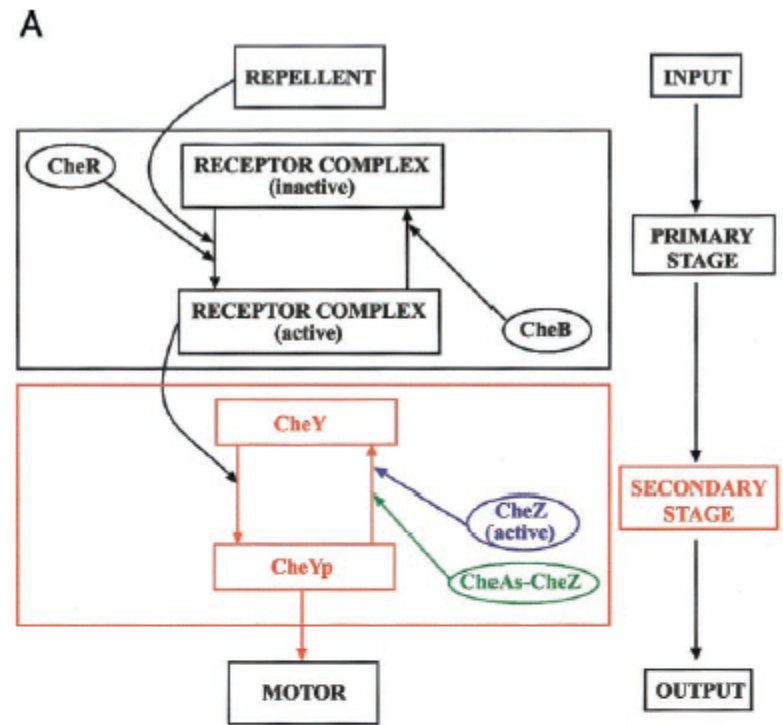 A
REPELLENT
INPUT
CheR
RECEPTOR COMPLEX
(inactive)
PRIMARY
STAGE
RECEPTOR COMPLEX
(active)
CheB
CheY
CheZ
(active)
SECONDARY
STAGE
CheYp
CheAs-CheZ
MOTOR
OUTPUT